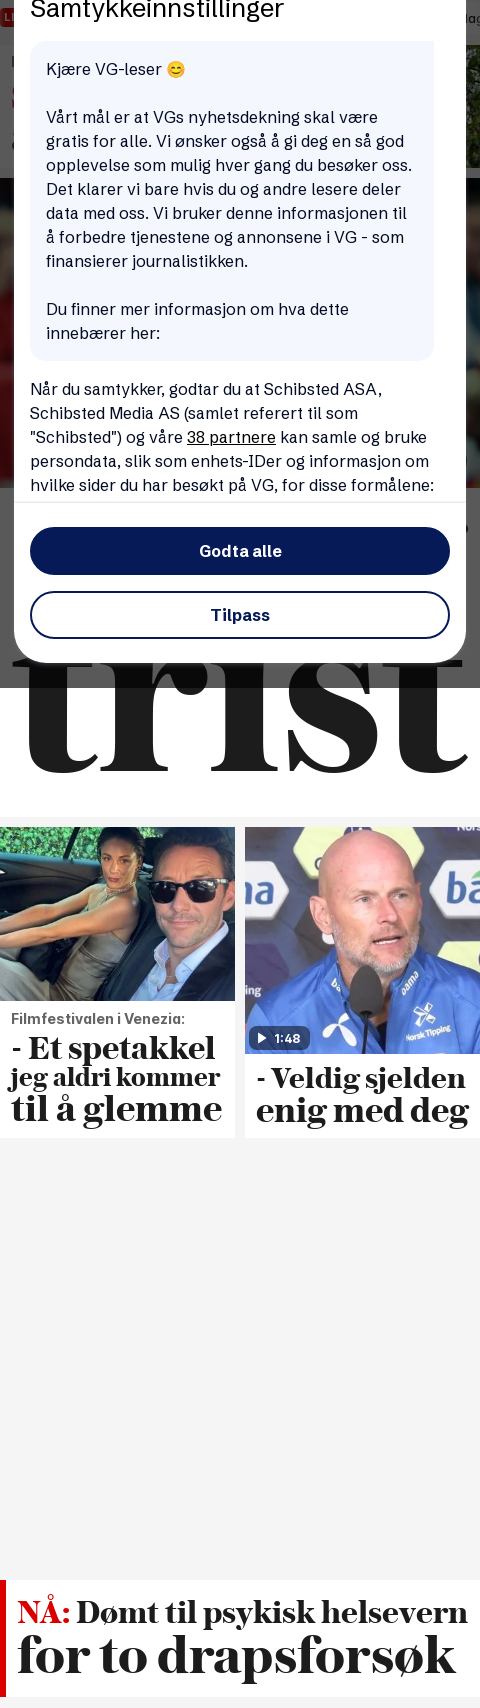 Samtykkeinnstillinger
Kjære VG-leser 😊
Vårt mål er at VGs nyhetsdekning skal være
gratis for alle. Vi ønsker også å gi deg en så god
opplevelse som mulig hver gang du besøker oss.
Det klarer vi bare hvis du og andre lesere deler
data med oss. Vi bruker denne informasjonen til
å forbedre tjenestene og annonsene i VG - som
finansierer journalistikken.
Du finner mer informasjon om hva dette
innebærer her:
Når du samtykker, godtar du at Schibsted ASA,
Schibsted Media AS (samlet referert til som
"Schibsted") og våre 38 partnere kan samle og bruke
persondata, slik som enhets-IDer og informasjon om
hvilke sider du har besøkt på VG, for disse formålene:
Godta alle
Tilpass
trist
Filmfestivalen i Venezia:
- Et spetakkel
jeg aldri kommer
til å glemme
bama
Norsk Tipping
1:48
- Veldig sjelden
enig med deg
NÅ: Dømt til psykisk helsevern
for to drapsforsøk